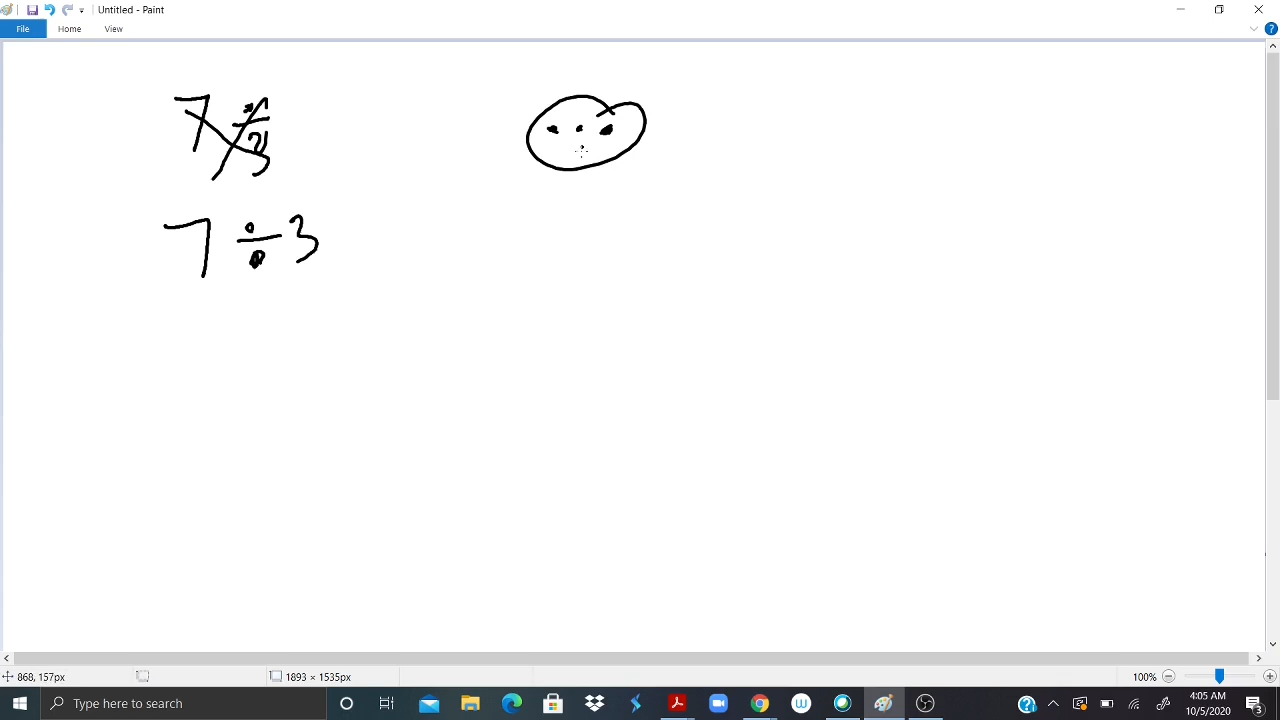 Untitled - Paint
File Home View
7 ÷ 3
868, 157px
1893 × 1535px
100%
Type here to search
4:05 AM
10/5/2020
3